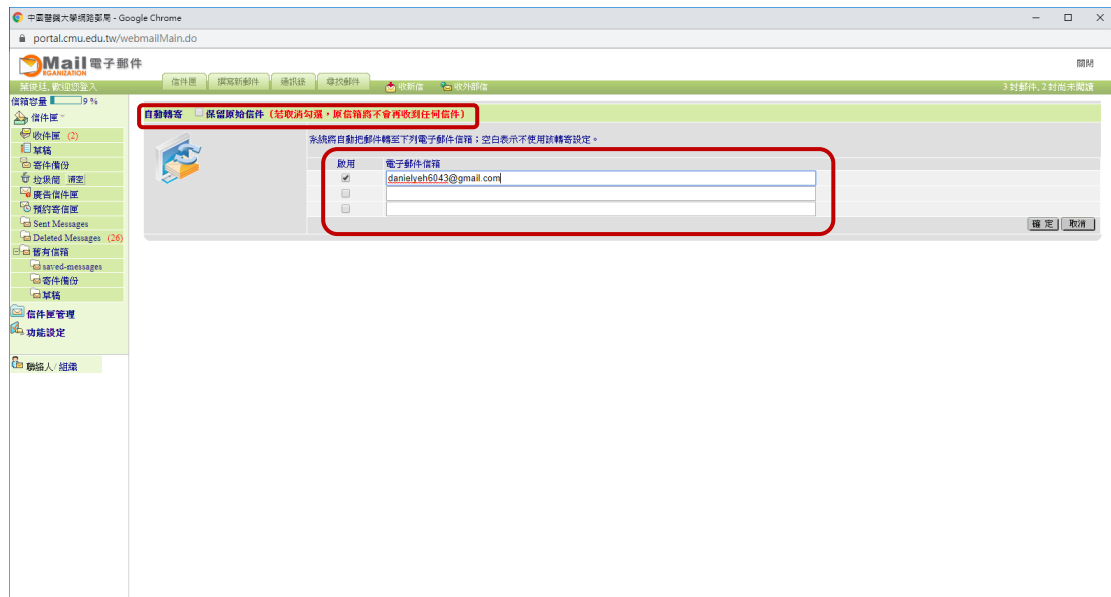 中國醫藥大學網路郵局 - Google Chrome
portal.cmu.edu.tw/webmailMain.do
Mail 電子郵件
ORGANIZATION
關閉
葉俊廷, 歡迎您登入
信件匣 撰寫新郵件 通訊錄 尋找郵件 收新信 收外部信
3 封郵件, 2 封尚未閱讀
信箱容量 9 %
信件匣
收件匣 (2)
草稿
寄件備份
垃圾筒 清空
廣告信件匣
預約寄信匣
Sent Messages
Deleted Messages (26)
舊有信箱
saved-messages
寄件備份
草稿
信件匣管理
功能設定
聯絡人/組織
自動轉寄 保留原始信件 (若取消勾選，原信箱將不會再收到任何信件)
系統將自動把郵件轉至下列電子郵件信箱；空白表示不使用該轉寄設定。
啟用 電子郵件信箱
danielyeh6043@gmail.com
確 定 取消